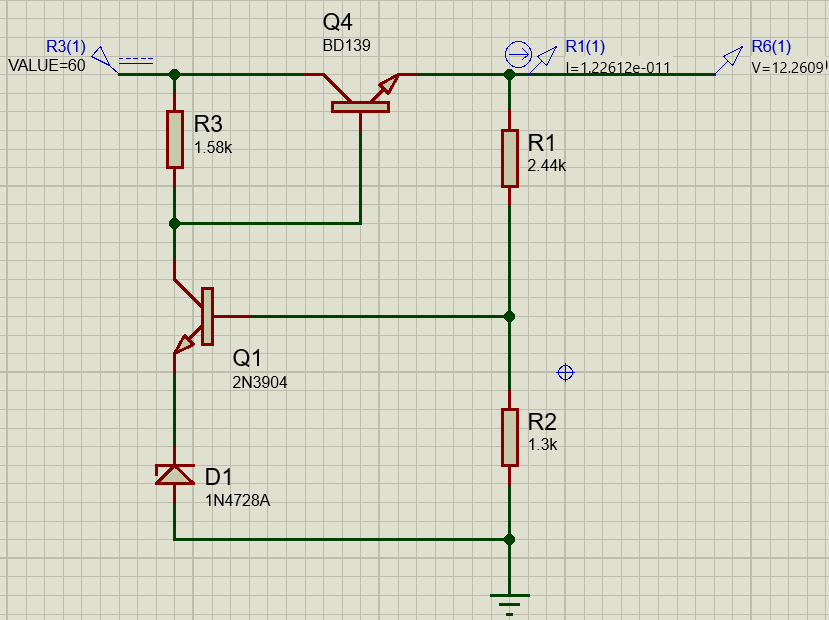 Q4
BD139
R3(1)
VALUE=60
R1(1)
I=1.22612e-011
R6(1)
V=12.2609
R3
1.58k
R1
2.44k
Q1
2N3904
R2
1.3k
D1
1N4728A